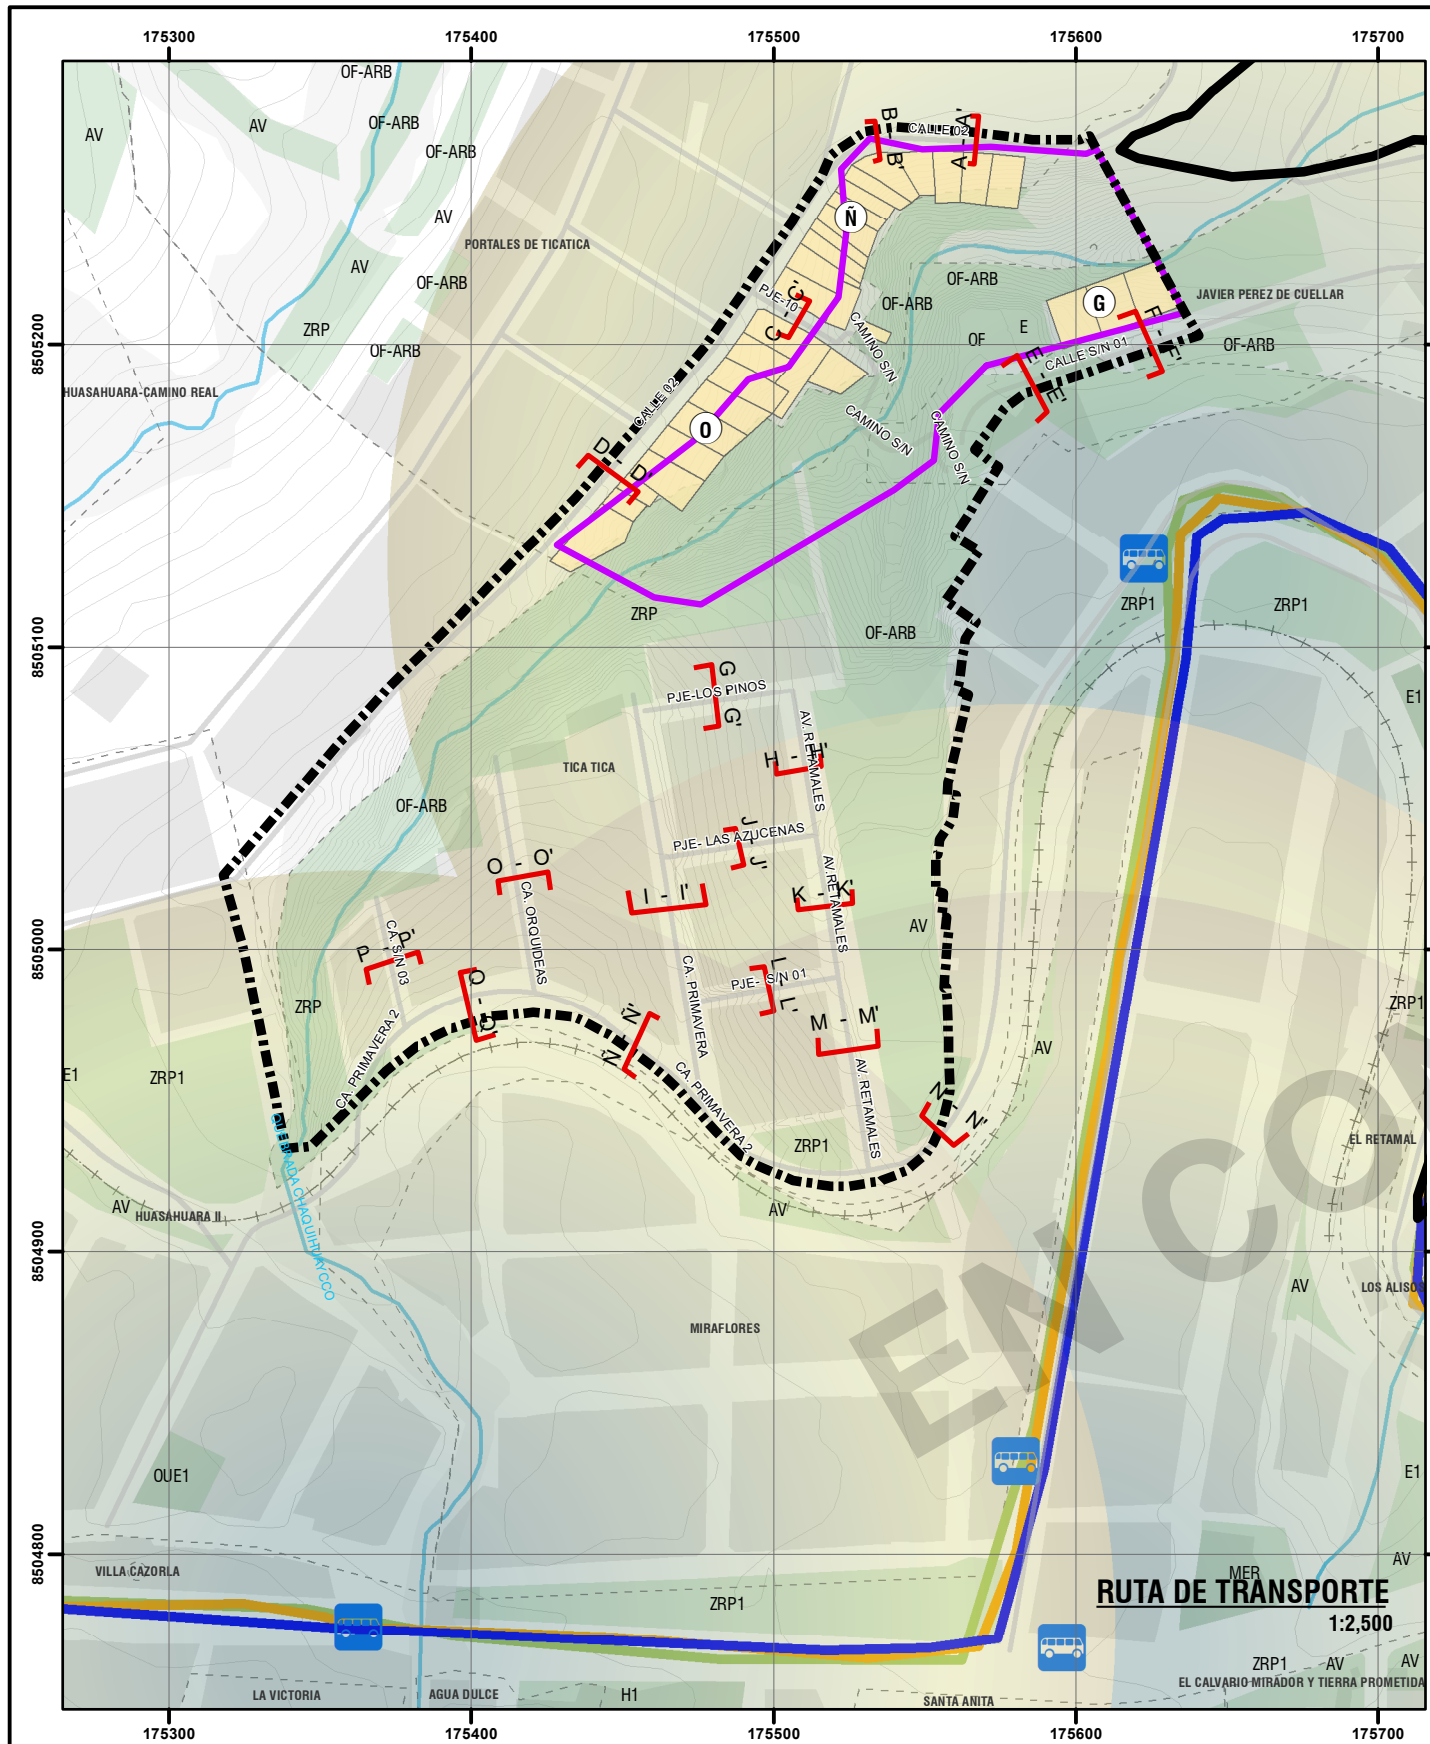 175300
175400
175500
175600
175700
OF-ARB
AV
AV
OF-ARB
OF-ARB
AV
PORTALES DE TICATICA
AV
OF-ARB
ZRP
OF-ARB
HUASAHUARA-CAMINO REAL
B - B'
CALLE 02
A - A'
Ñ
C - C'
PJE-10
CAMINO S/N
OF-ARB
OF-ARB
G
JAVIER PEREZ DE CUELLAR
E
OF
F - F'
CALLE S/N 01
E - E'
OF-ARB
8505200
CALLE 02
O
CAMINO S/N
CAMINO S/N
D - D'
ZRP1
ZRP1
ZRP
OF-ARB
8505100
G - G'
PJE-LOS PINOS
E1
AV. RETAMALES
H - H'
TICA TICA
OF-ARB
J - J'
PJE- LAS AZUCENAS
O - O'
CA. ORQUIDEAS
I - I'
AV.RETAMALES
K - K'
AV
8505000
P - P'
CA. S/N 03
Q - Q'
CA. PRIMAVERA
L - L'
PJE- S/N 01
ZRP1
ZRP
M - M'
Ñ - Ñ'
AV
E1
ZRP1
CA. PRIMAVERA 2
CA. PRIMAVERA 2
AV. RETAMALES
N - N'
ZRP1
EL RETAMAL
QUEBRADA CHAQUIHUAYCCO
AV
HUASAHUARA II
AV
8504900
AV
LOS ALISOS
MIRAFLORES
EN CO
OUE1
E1
8504800
VILLA CAZORLA
AV
MER
RUTA DE TRANSPORTE
1:2,500
ZRP1
ZRP1
AV
AV
EL CALVARIO MIRADOR Y TIERRA PROMETIDA
LA VICTORIA
AGUA DULCE
H1
SANTA ANITA
175300
175400
175500
175600
175700